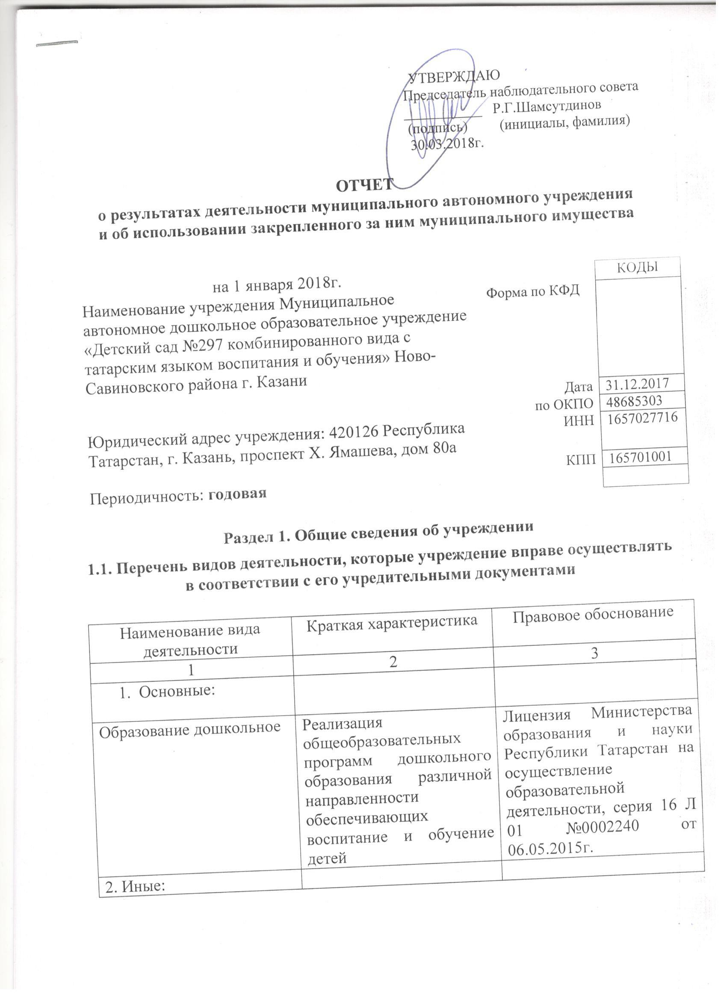 УТВЕРЖДАЮ
Председатель наблюдательного совета
Р.Г.Шамсутдинов
(подпись) (инициалы, фамилия)
30.03.2018г.
ОТЧЕТ
о результатах деятельности муниципального автономного учреждения
и об использовании закрепленного за ним муниципального имущества
КОДЫ
на 1 января 2018г.
Форма по КФД
Наименование учреждения Муниципальное
автономное дошкольное образовательное учреждение
«Детский сад №297 комбинированного вида с
татарским языком воспитания и обучения» Ново-
Савиновского района г. Казани
Дата 31.12.2017
по ОКПО 48685303
ИНН 1657027716
Юридический адрес учреждения: 420126 Республика
Татарстан, г. Казань, проспект Х. Ямашева, дом 80а
КПП 165701001
Периодичность: годовая
Раздел 1. Общие сведения об учреждении
1.1. Перечень видов деятельности, которые учреждение вправе осуществлять
в соответствии с его учредительными документами
Наименование вида
деятельности
Краткая характеристика
Правовое обоснование
1 2 3
1. Основные:
Образование дошкольное
Реализация
общеобразовательных
программ дошкольного
образования различной
направленности
обеспечивающих
воспитание и обучение
детей
Лицензия Министерства
образования и науки
Республики Татарстан на
осуществление
образовательной
деятельности, серия 16 Л
01 №0002240 от
06.05.2015г.
2. Иные: